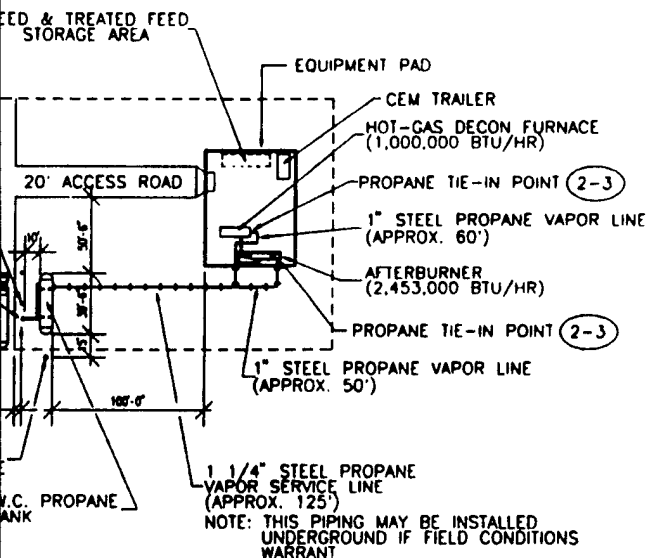 EED & TREATED FEED
STORAGE AREA
EQUIPMENT PAD
CEM TRAILER
HOT-GAS DECON FURNACE
(1,000,000 BTU/HR)
20' ACCESS ROAD
PROPANE TIE-IN POINT 2-3
1" STEEL PROPANE VAPOR LINE
(APPROX. 60')
AFTERBURNER
(2,453,000 BTU/HR)
PROPANE TIE-IN POINT 2-3
1" STEEL PROPANE VAPOR LINE
(APPROX. 50')
10'
50'-6"
15'
100'-0"
1 1/4" STEEL PROPANE
VAPOR SERVICE LINE
(APPROX. 125')
NOTE: THIS PIPING MAY BE INSTALLED
UNDERGROUND IF FIELD CONDITIONS
WARRANT
E
W.C. PROPANE
ANK